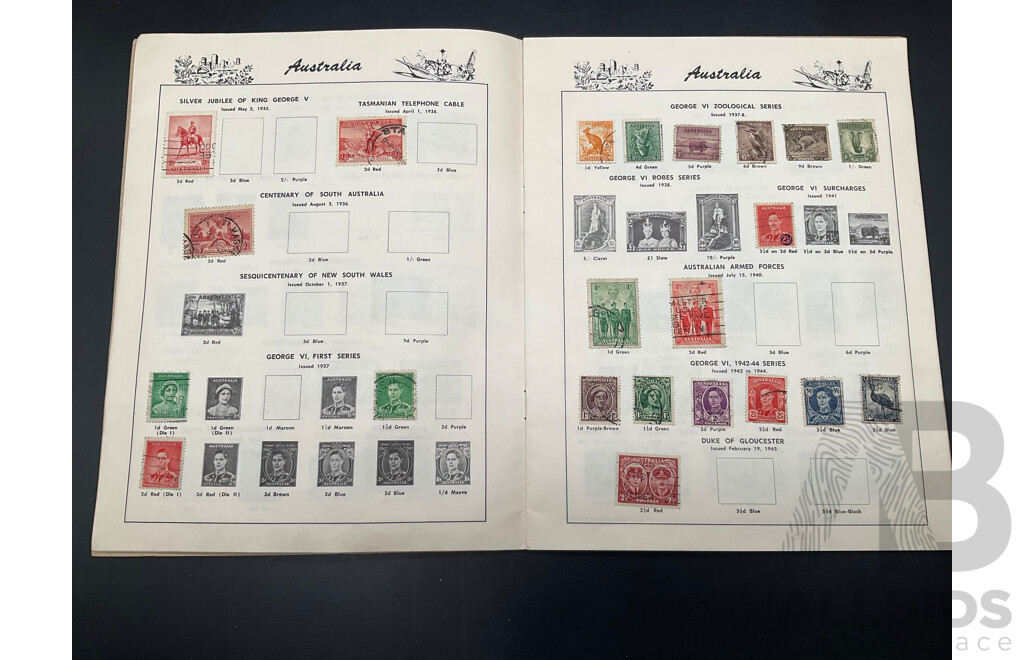 Australia
SILVER JUBILEE OF KING GEORGE V
Issued May 2, 1935.
2d Red
3d Blue
2/- Purple
TASMANIAN TELEPHONE CABLE
Issued April 1, 1936.
2d Red
3d Blue
CENTENARY OF SOUTH AUSTRALIA
Issued August 3, 1936.
3d Red
3d Blue
1/- Green
SESQUICENTENARY OF NEW SOUTH WALES
Issued October 1, 1937.
2d Red
3d Blue
9d Purple
GEORGE VI, FIRST SERIES
Issued 1937
1d Green
(Die I)
1d Green
(Die II)
1d Maroon
1½d Maroon
1½d Green
2d Purple
2d Red (Die I)
2d Red (Die II)
3d Brown
3d Blue
3d Blue
1/4 Mauve
Australia
GEORGE VI ZOOLOGICAL SERIES
Issued 1937-8.
½d Yellow
4d Green
5d Purple
6d Brown
9d Brown
1/- Green
GEORGE VI ROBES SERIES
Issued 1938.
5/- Claret
£1 Slate
10/- Purple
GEORGE VI SURCHARGES
Issued 1941
2½d on 2d Red
3½d on 3d Blue
5½d on 5d Purple
AUSTRALIAN ARMED FORCES
Issued July 15, 1940.
1d Green
2d Red
3d Blue
6d Purple
GEORGE VI, 1942-44 SERIES
Issued 1942 to 1944.
1d Purple-Brown
1½d Green
2d Purple
2½d Red
3½d Blue
5½d Blue
DUKE OF GLOUCESTER
Issued February 19, 1945
2½d Red
3½d Blue
5½d Blue-Black